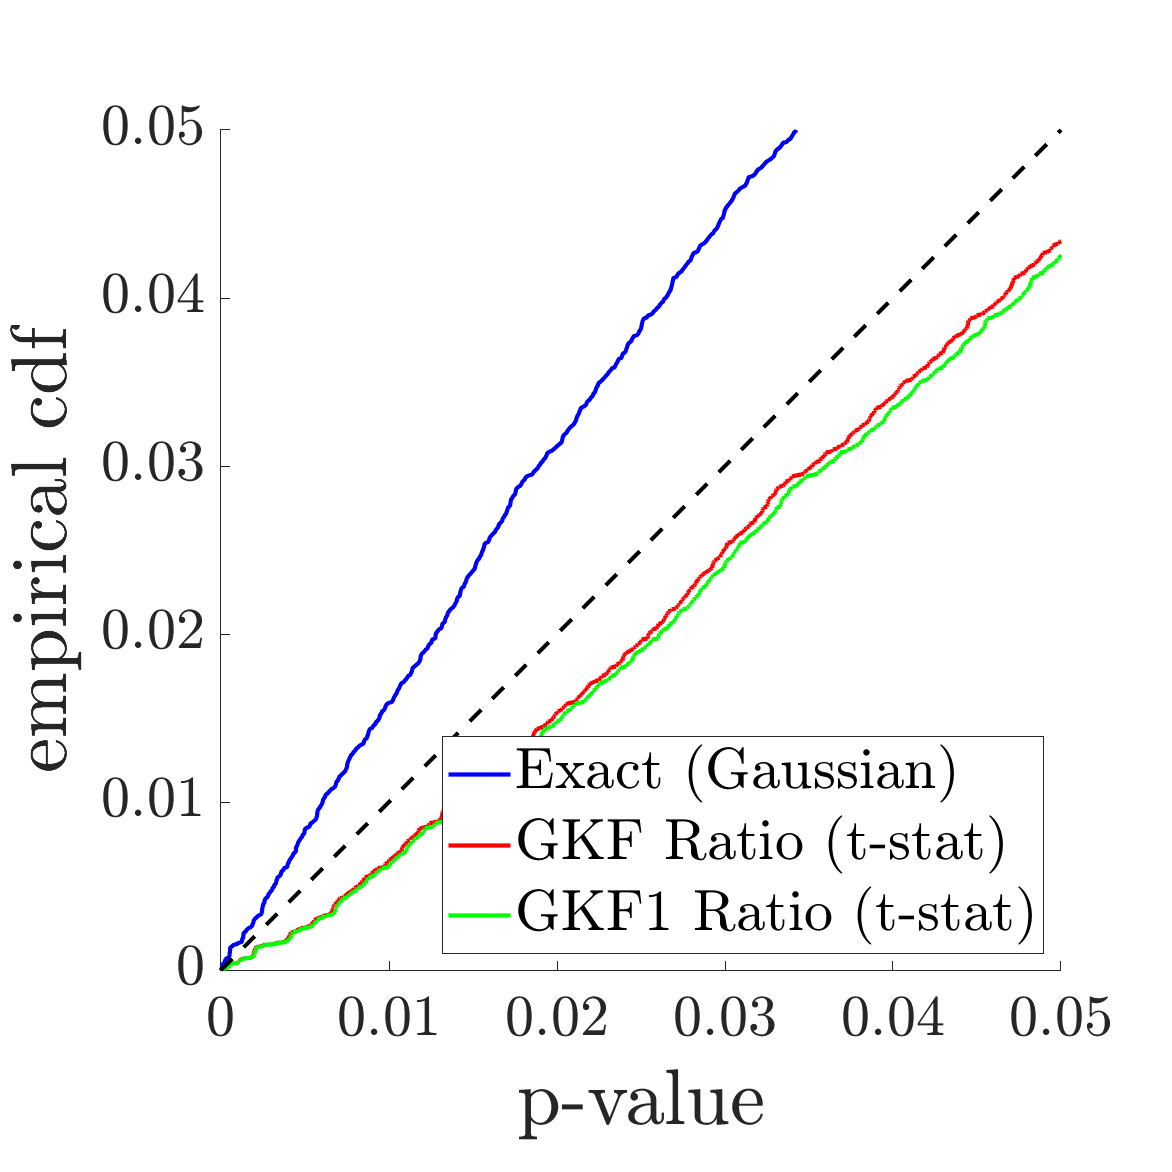 0.05
0.04
0.03
0.02
0.01
0
empirical cdf
Exact (Gaussian)
GKF Ratio (t-stat)
GKF1 Ratio (t-stat)
0 0.01 0.02 0.03 0.04 0.05
p-value